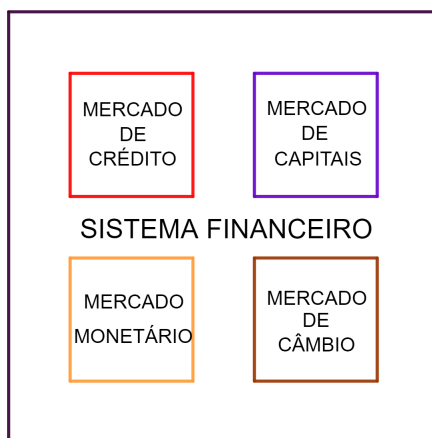 MERCADO
DE
CRÉDITO
MERCADO
DE
CAPITAIS
SISTEMA FINANCEIRO
MERCADO
MONETÁRIO
MERCADO
DE
CÂMBIO